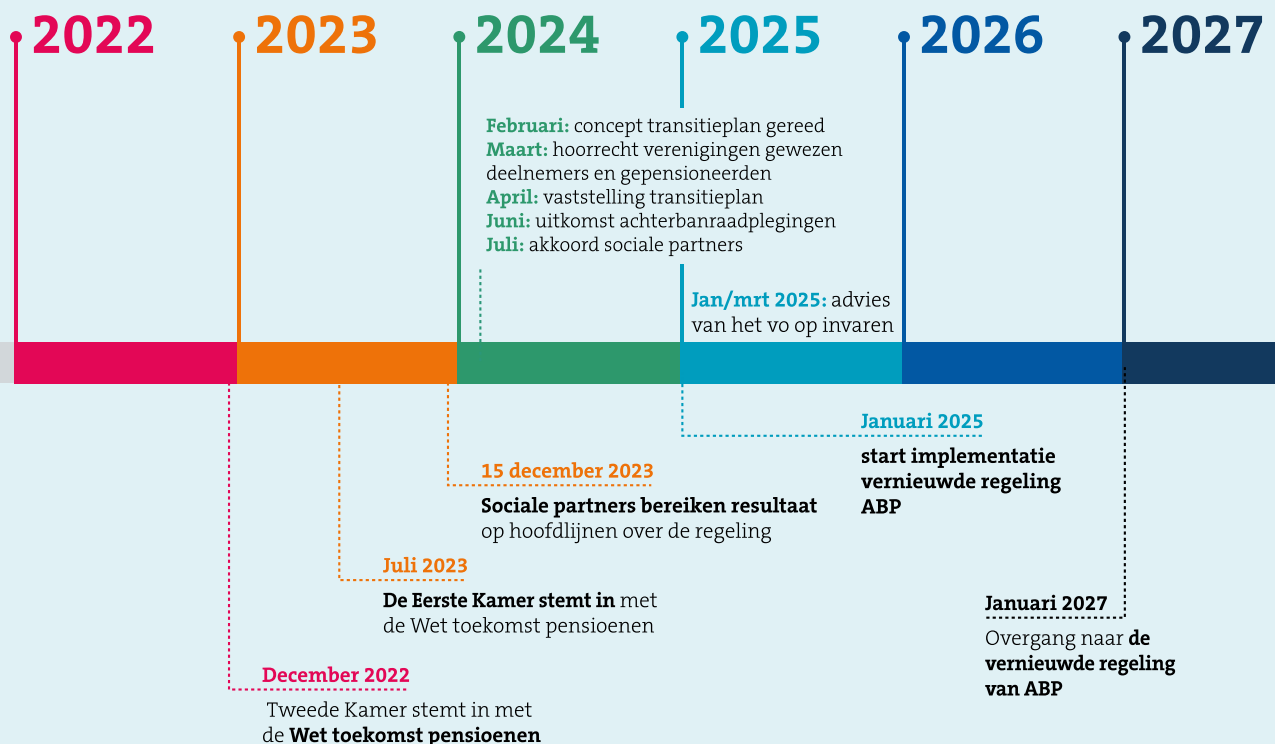 2022
2023
2024
2025
2026
2027
Februari: concept transitieplan gereed
Maart: hoorrecht verenigingen gewezen
deelnemers en gepensioneerden
April: vaststelling transitieplan
Juni: uitkomst achterbanraadplegingen
Juli: akkoord sociale partners
Jan/mrt 2025: advies
van het vo op invaren
Januari 2025
start implementatie
vernieuwde regeling
ABP
15 december 2023
Sociale partners bereiken resultaat
op hoofdlijnen over de regeling
Juli 2023
De Eerste Kamer stemt in met
de Wet toekomst pensioenen
Januari 2027
Overgang naar de
vernieuwde regeling
van ABP
December 2022
Tweede Kamer stemt in met
de Wet toekomst pensioenen